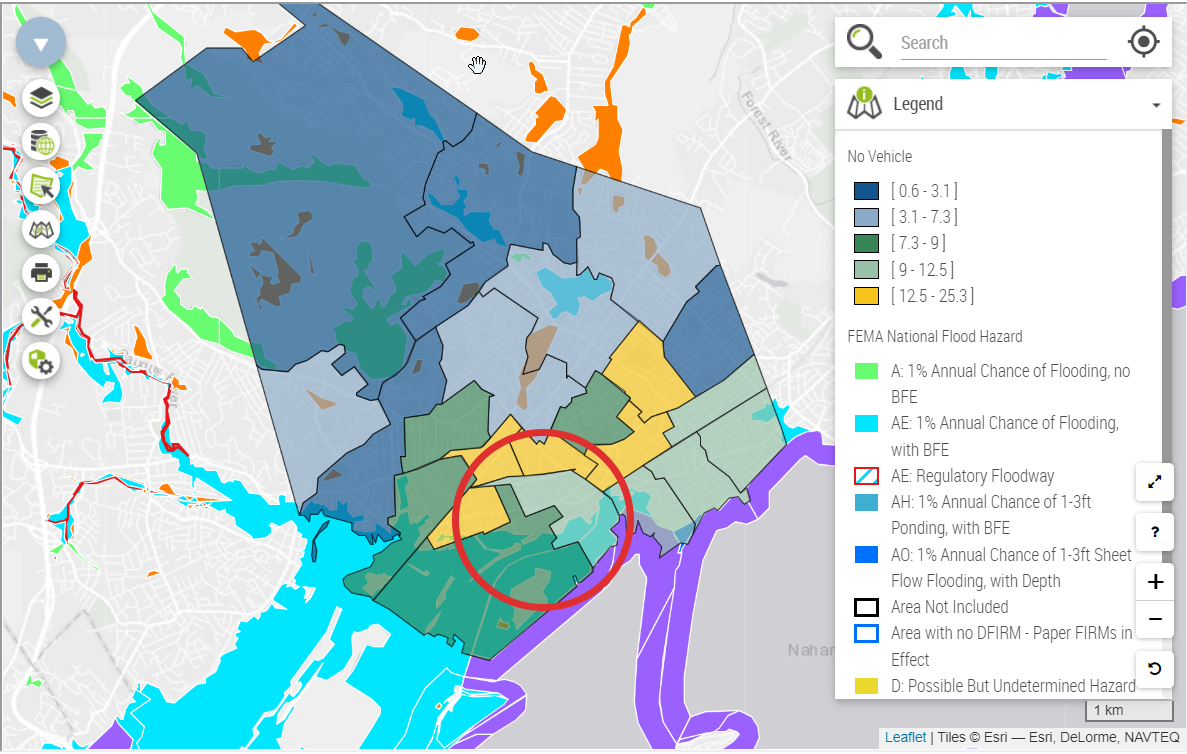 Search
Forest River
Legend
No Vehicle
[ 0.6 - 3.1 ]
[ 3.1 - 7.3 ]
[ 7.3 - 9 ]
[ 9 - 12.5 ]
[ 12.5 - 25.3 ]
FEMA National Flood Hazard
A: 1% Annual Chance of Flooding, no
BFE
AE: 1% Annual Chance of Flooding,
with BFE
AE: Regulatory Floodway
AH: 1% Annual Chance of 1-3ft
Ponding, with BFE
AO: 1% Annual Chance of 1-3ft Sheet
Flow Flooding, with Depth
Area Not Included
Area with no DFIRM - Paper FIRMs in
Effect
D: Possible But Undetermined Hazard
Saugus River
?
+
−
Nahan
1 km
Leaflet | Tiles © Esri — Esri, DeLorme, NAVTEQ